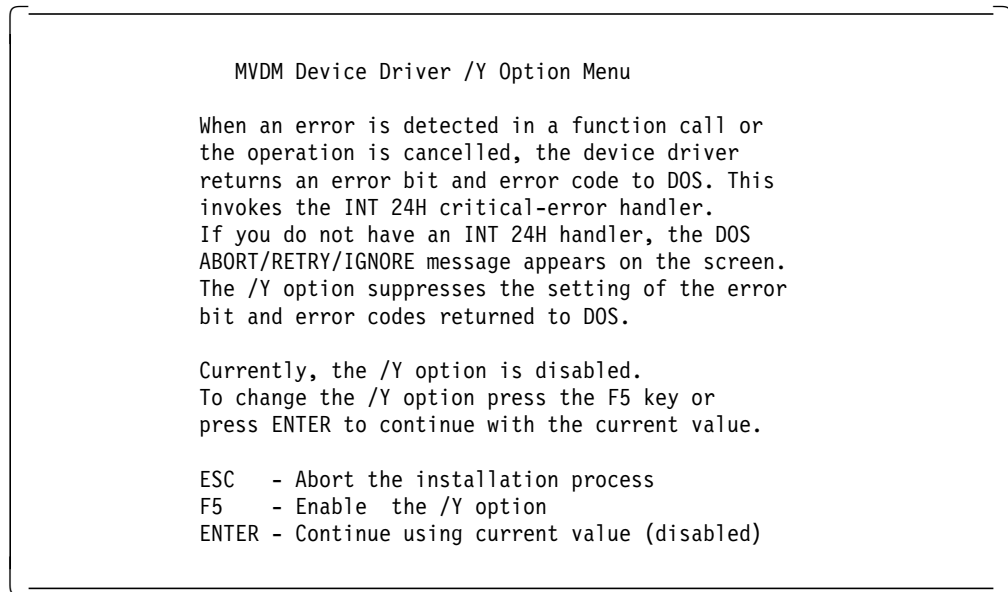 MVDM Device Driver /Y Option Menu
When an error is detected in a function call or
the operation is cancelled, the device driver
returns an error bit and error code to DOS. This
invokes the INT 24H critical-error handler.
If you do not have an INT 24H handler, the DOS
ABORT/RETRY/IGNORE message appears on the screen.
The /Y option suppresses the setting of the error
bit and error codes returned to DOS.
Currently, the /Y option is disabled.
To change the /Y option press the F5 key or
press ENTER to continue with the current value.
ESC   - Abort the installation process
F5    - Enable  the /Y option
ENTER - Continue using current value (disabled)